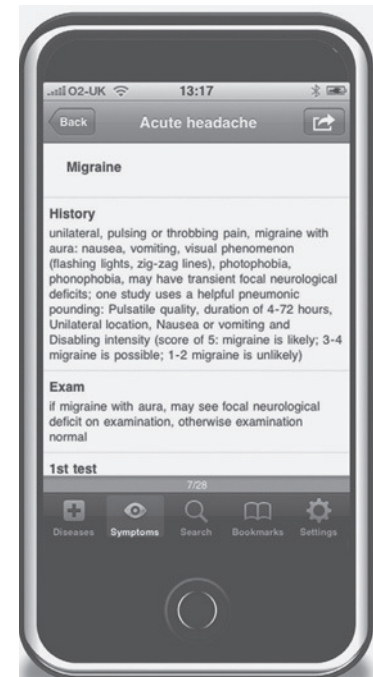 O2-UK 13:17
Back Acute headache
Migraine
History
unilateral, pulsing or throbbing pain, migraine with
aura: nausea, vomiting, visual phenomenon
(flashing lights, zig-zag lines), photophobia,
phonophobia, may have transient focal neurological
deficits; one study uses a helpful pneumonic
pounding: Pulsatile quality, duration of 4-72 hours,
Unilateral location, Nausea or vomiting and
Disabling intensity (score of 5: migraine is likely; 3-4
migraine is possible; 1-2 migraine is unlikely)
Exam
if migraine with aura, may see focal neurological
deficit on examination, otherwise examination
normal
1st test
7/28
Diseases Symptoms Search Bookmarks Settings